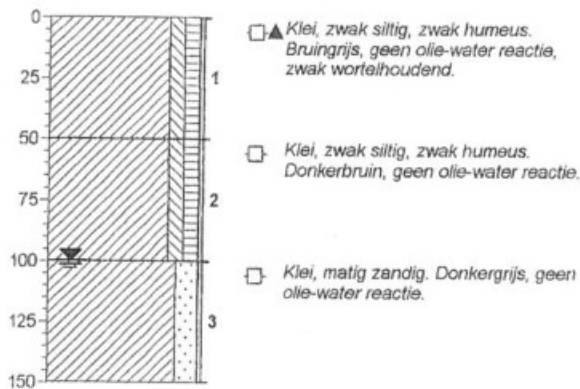 0
25
50
75
100
125
150
1
2
3
Klei, zwak siltig, zwak humeus.
Bruingrijs, geen olie-water reactie,
zwak wortelhoudend.
Klei, zwak siltig, zwak humeus.
Donkerbruin, geen olie-water reactie.
Klei, matig zandig. Donkergrijs, geen
olie-water reactie.